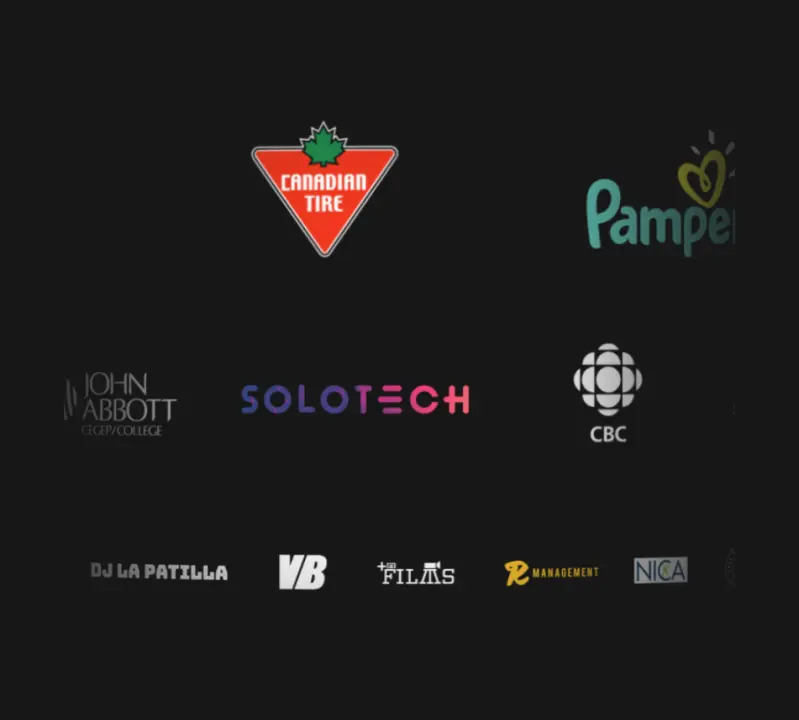 CANADIAN
TIRE
JOHN
ABBOTT
CEGEP/COLLEGE
SOLOTECH
CBC
DJ LA PATILLA
VB
FILMS
R MANAGEMENT
NICA